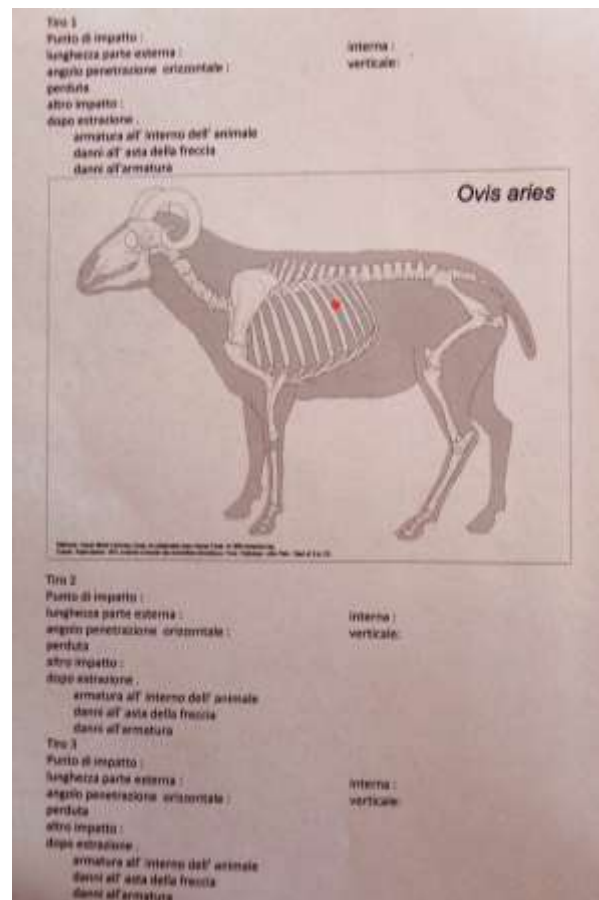 Tiro 1
Punto di impatto :
lunghezza parte esterna : interna :
angolo penetrazione orizzontale : verticale:
perduta
altro impatto :
dopo estrazione .
armatura all' interno dell' animale
danni all' asta della freccia
danni all'armatura
Ovis aries
Tiro 2
Punto di impatto :
lunghezza parte esterna : interna :
angolo penetrazione orizzontale : verticale:
perduta
altro impatto :
dopo estrazione .
armatura all' interno dell' animale
danni all' asta della freccia
danni all'armatura
Tiro 3
Punto di impatto :
lunghezza parte esterna : interna :
angolo penetrazione orizzontale : verticale:
perduta
altro impatto :
dopo estrazione .
armatura all' interno dell' animale
danni all' asta della freccia
danni all'armatura